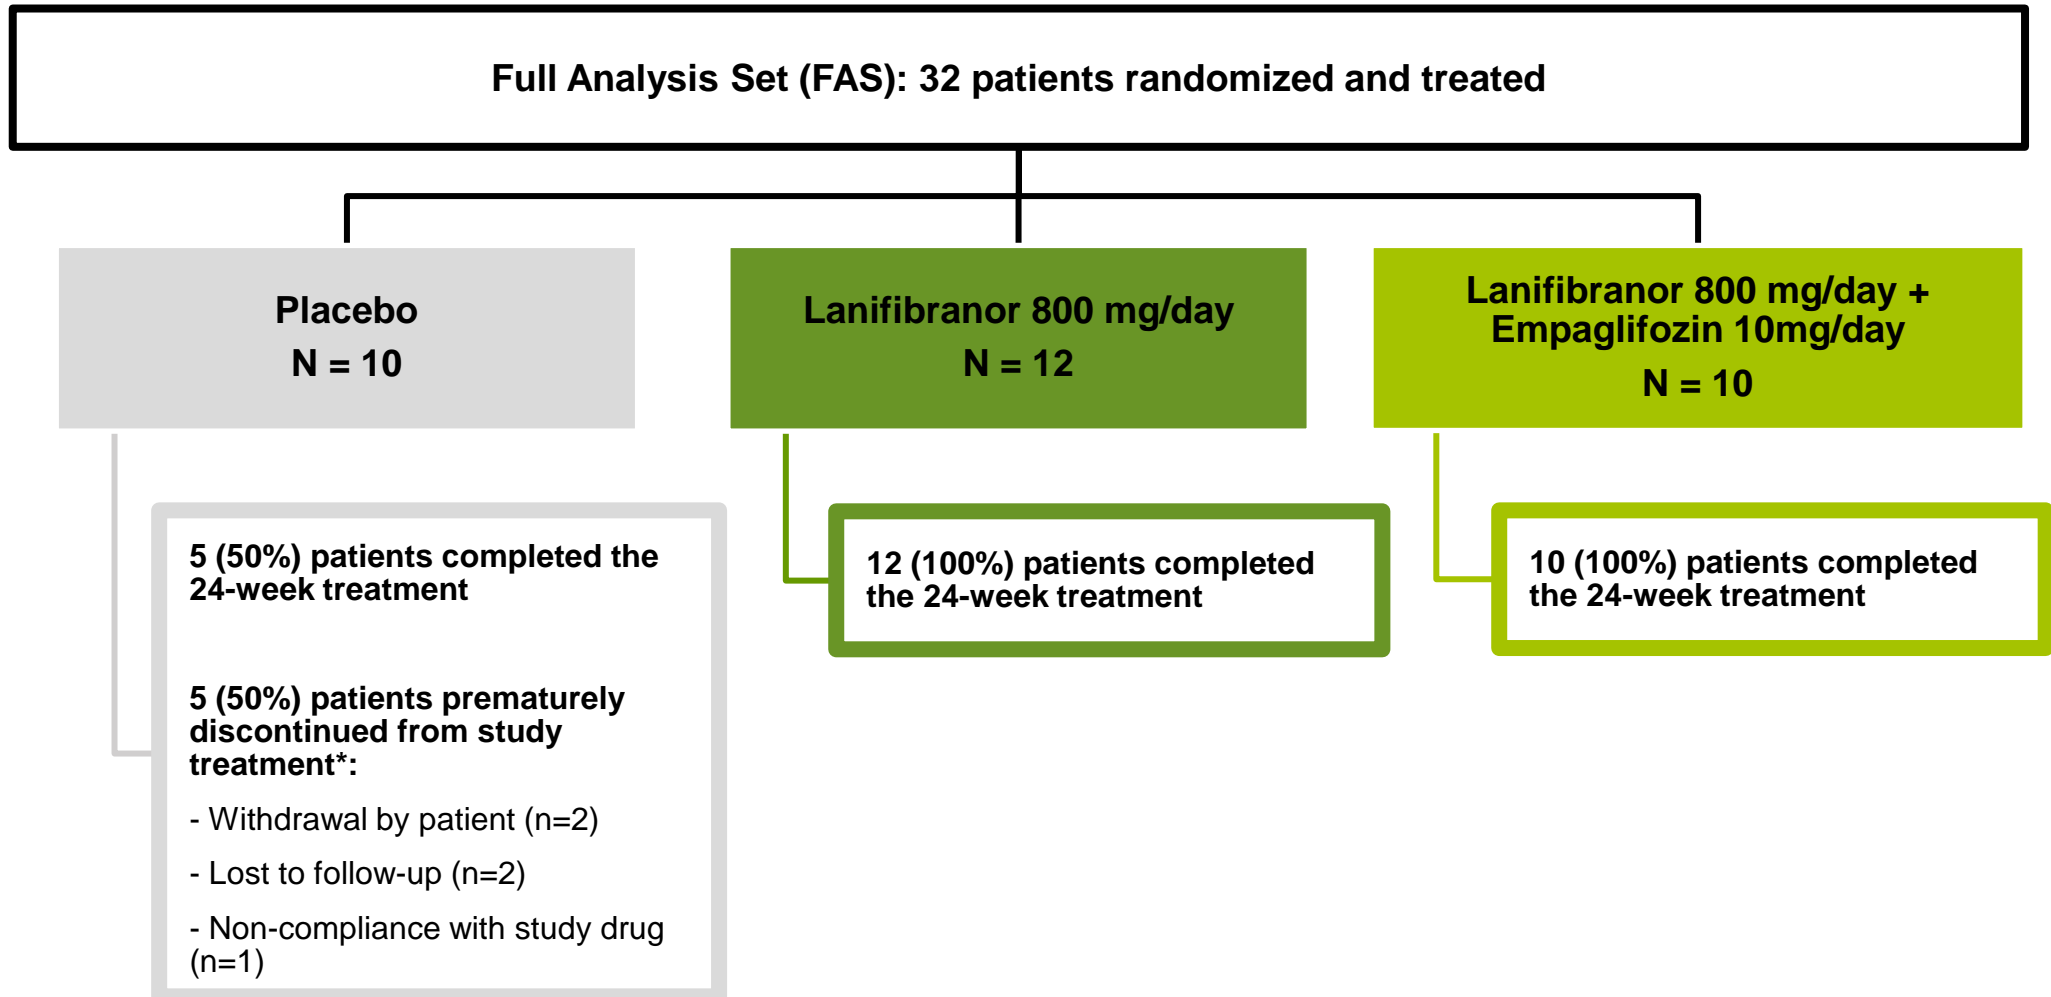 Full Analysis Set (FAS): 32 patients randomized and treated
Placebo
N = 10
Lanifibranor 800 mg/day
N = 12
Lanifibranor 800 mg/day +
Empaglifozin 10mg/day
N = 10
5 (50%) patients completed the
24-week treatment
5 (50%) patients prematurely
discontinued from study
treatment*:
- Withdrawal by patient (n=2)
- Lost to follow-up (n=2)
- Non-compliance with study drug
(n=1)
12 (100%) patients completed
the 24-week treatment
10 (100%) patients completed
the 24-week treatment